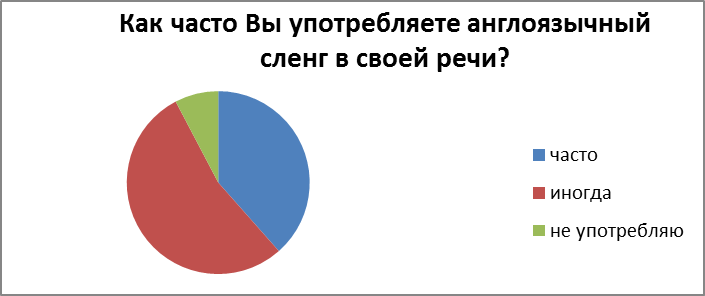 Как часто Вы употребляете англоязычный
сленг в своей речи?
часто
иногда
не употребляю